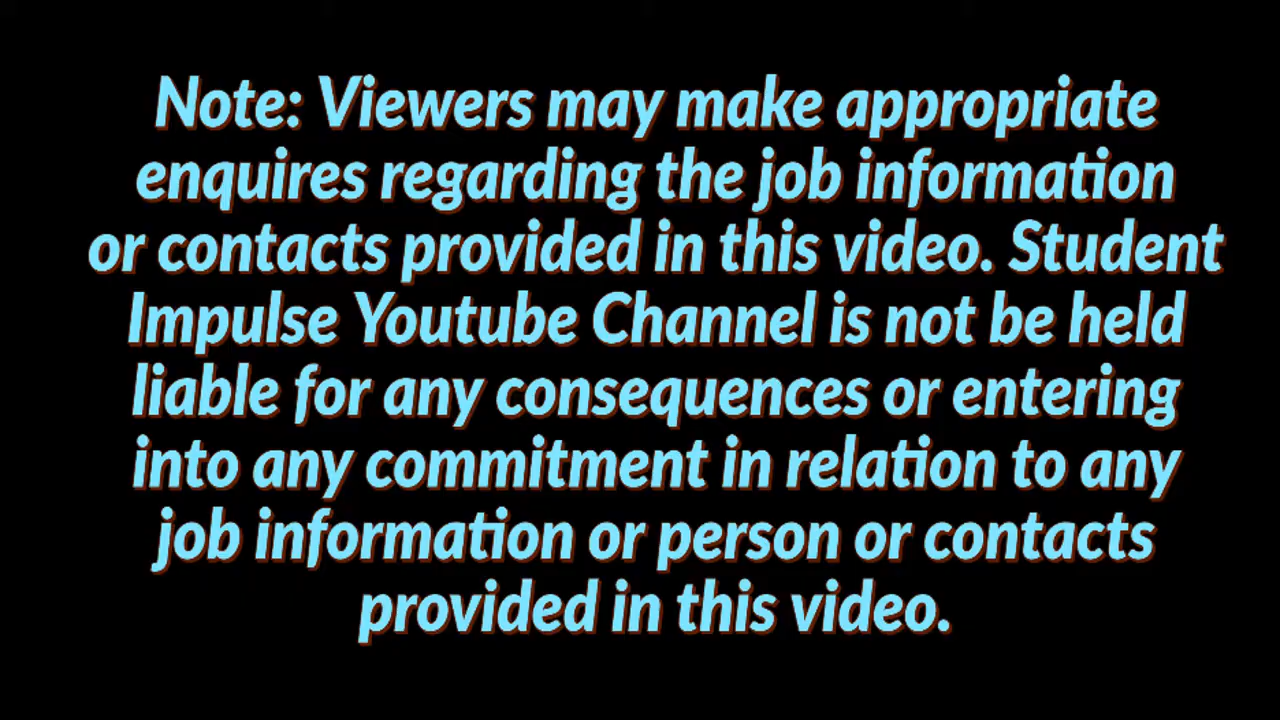 Note: Viewers may make appropriate
enquires regarding the job information
or contacts provided in this video. Student
Impulse Youtube Channel is not be held
liable for any consequences or entering
into any commitment in relation to any
job information or person or contacts
provided in this video.